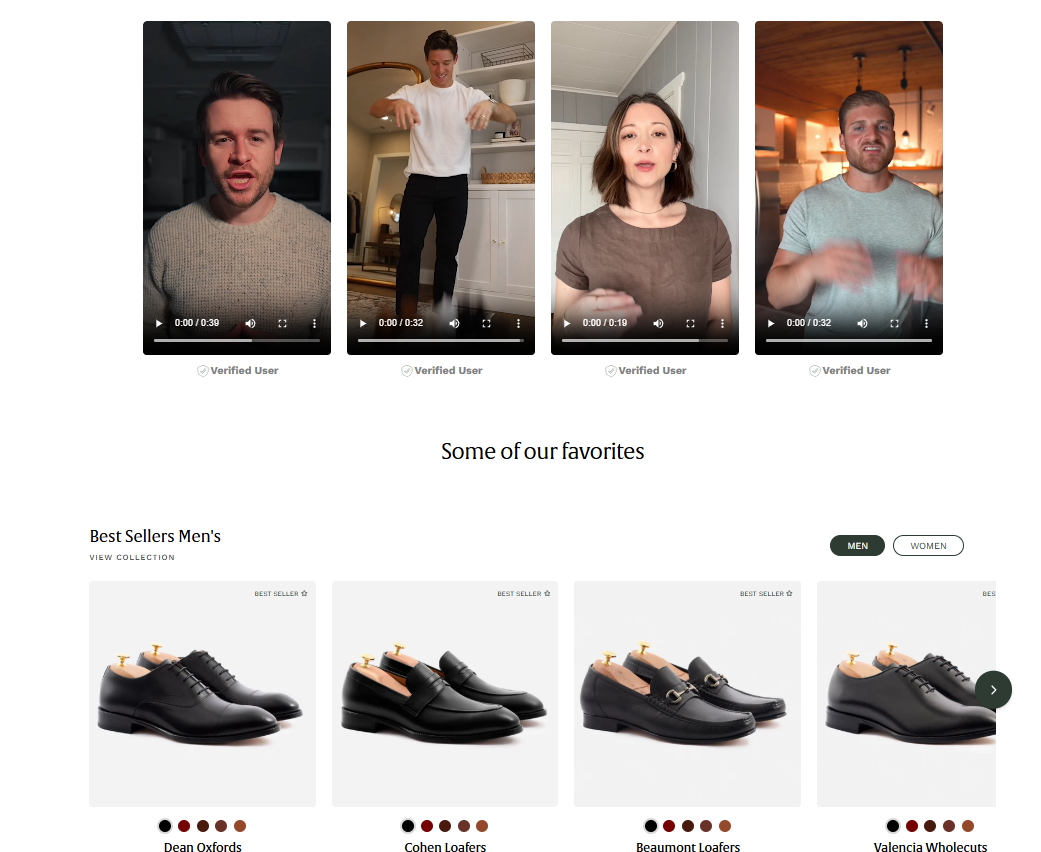 0:00 / 0:39
0:00 / 0:32
0:00 / 0:19
0:00 / 0:32
Verified User
Verified User
Verified User
Verified User
Some of our favorites
Best Sellers Men's
VIEW COLLECTION
MEN
WOMEN
BEST SELLER
BEST SELLER
BEST SELLER
BES
Dean Oxfords
Cohen Loafers
Beaumont Loafers
Valencia Wholecuts